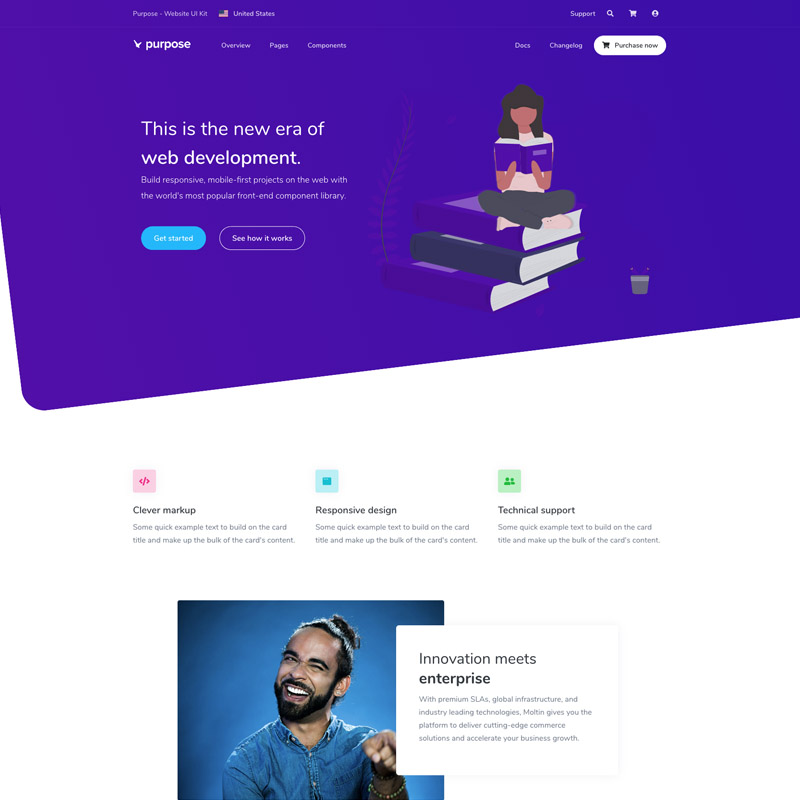 Purpose - Website UI Kit United States Support
purpose Overview Pages Components Docs Changelog Purchase now
This is the new era of
web development.
Build responsive, mobile-first projects on the web with
the world's most popular front-end component library.
Get started See how it works
Clever markup
Some quick example text to build on the card
title and make up the bulk of the card's content.
Responsive design
Some quick example text to build on the card
title and make up the bulk of the card's content.
Technical support
Some quick example text to build on the card
title and make up the bulk of the card's content.
Innovation meets
enterprise
With premium SLAs, global infrastructure, and
industry leading technologies, Moltin gives you the
platform to deliver cutting-edge commerce
solutions and accelerate your business growth.